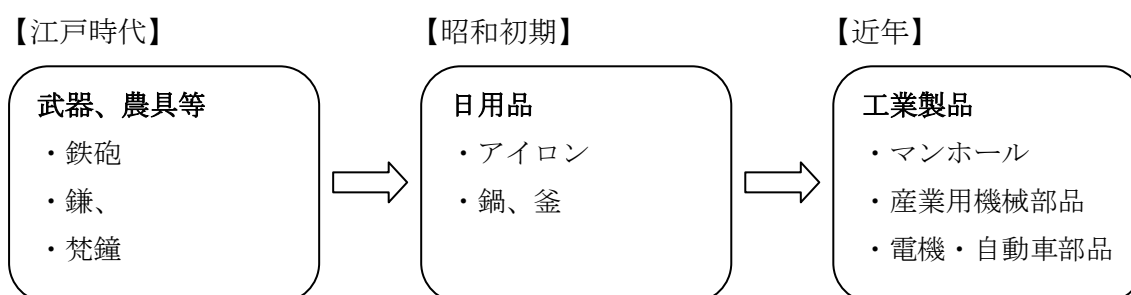 【江戸時代】
武器、農具等
・鉄砲
・鎌、
・梵鐘
【昭和初期】
日用品
・アイロン
・鍋、釜
【近年】
工業製品
・マンホール
・産業用機械部品
・電機・自動車部品